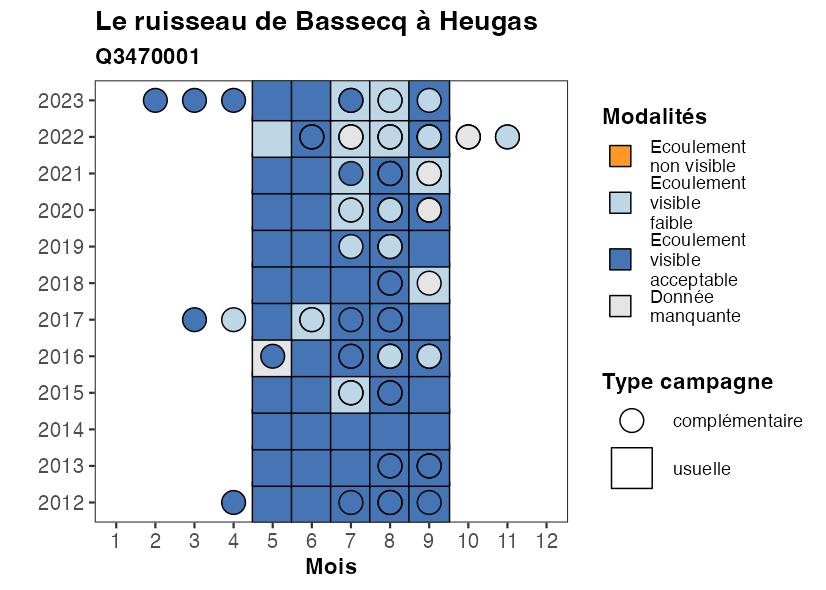 Le ruisseau de Bassecq à Heugas
Q3470001
2023
2022
2021
2020
2019
2018
2017
2016
2015
2014
2013
2012
1 2 3 4 5 6 7 8 9 10 11 12
Mois
Modalités
Ecoulement
non visible
Ecoulement
visible
faible
Ecoulement
visible
acceptable
Donnée
manquante
Type campagne
complémentaire
usuelle